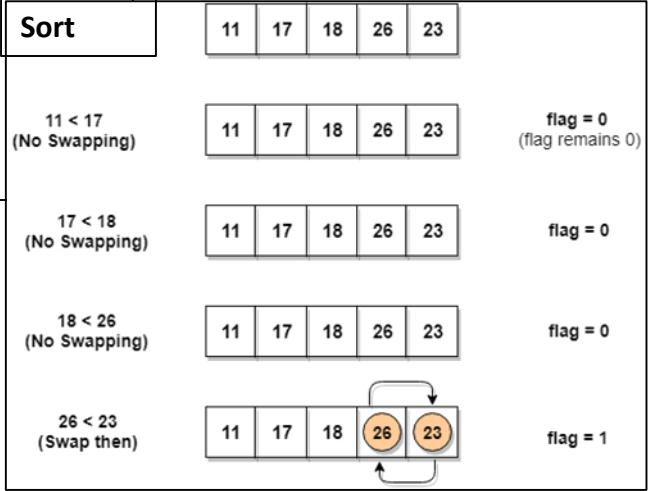 Sort
11 17 18 26 23
11 < 17
(No Swapping)
11 17 18 26 23
flag = 0
(flag remains 0)
17 < 18
(No Swapping)
11 17 18 26 23
flag = 0
18 < 26
(No Swapping)
11 17 18 26 23
flag = 0
26 < 23
(Swap then)
11 17 18 26 23
flag = 1